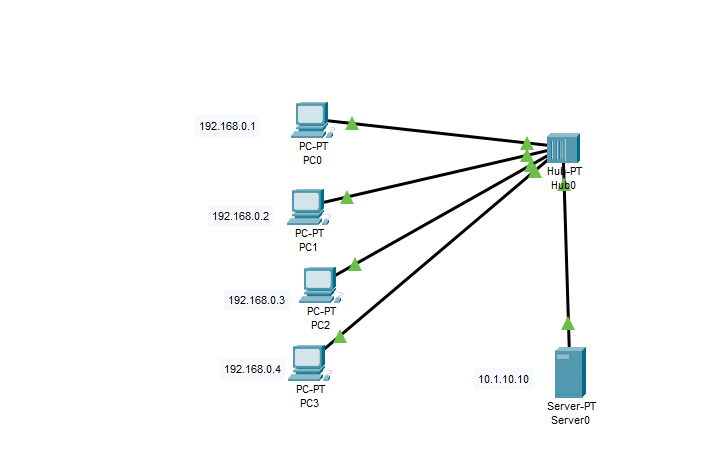 192.168.0.1
PC-PT
PC0
Hub-PT
Hub0
192.168.0.2
PC-PT
PC1
192.168.0.3
PC-PT
PC2
192.168.0.4
PC-PT
PC3
10.1.10.10
Server-PT
Server0